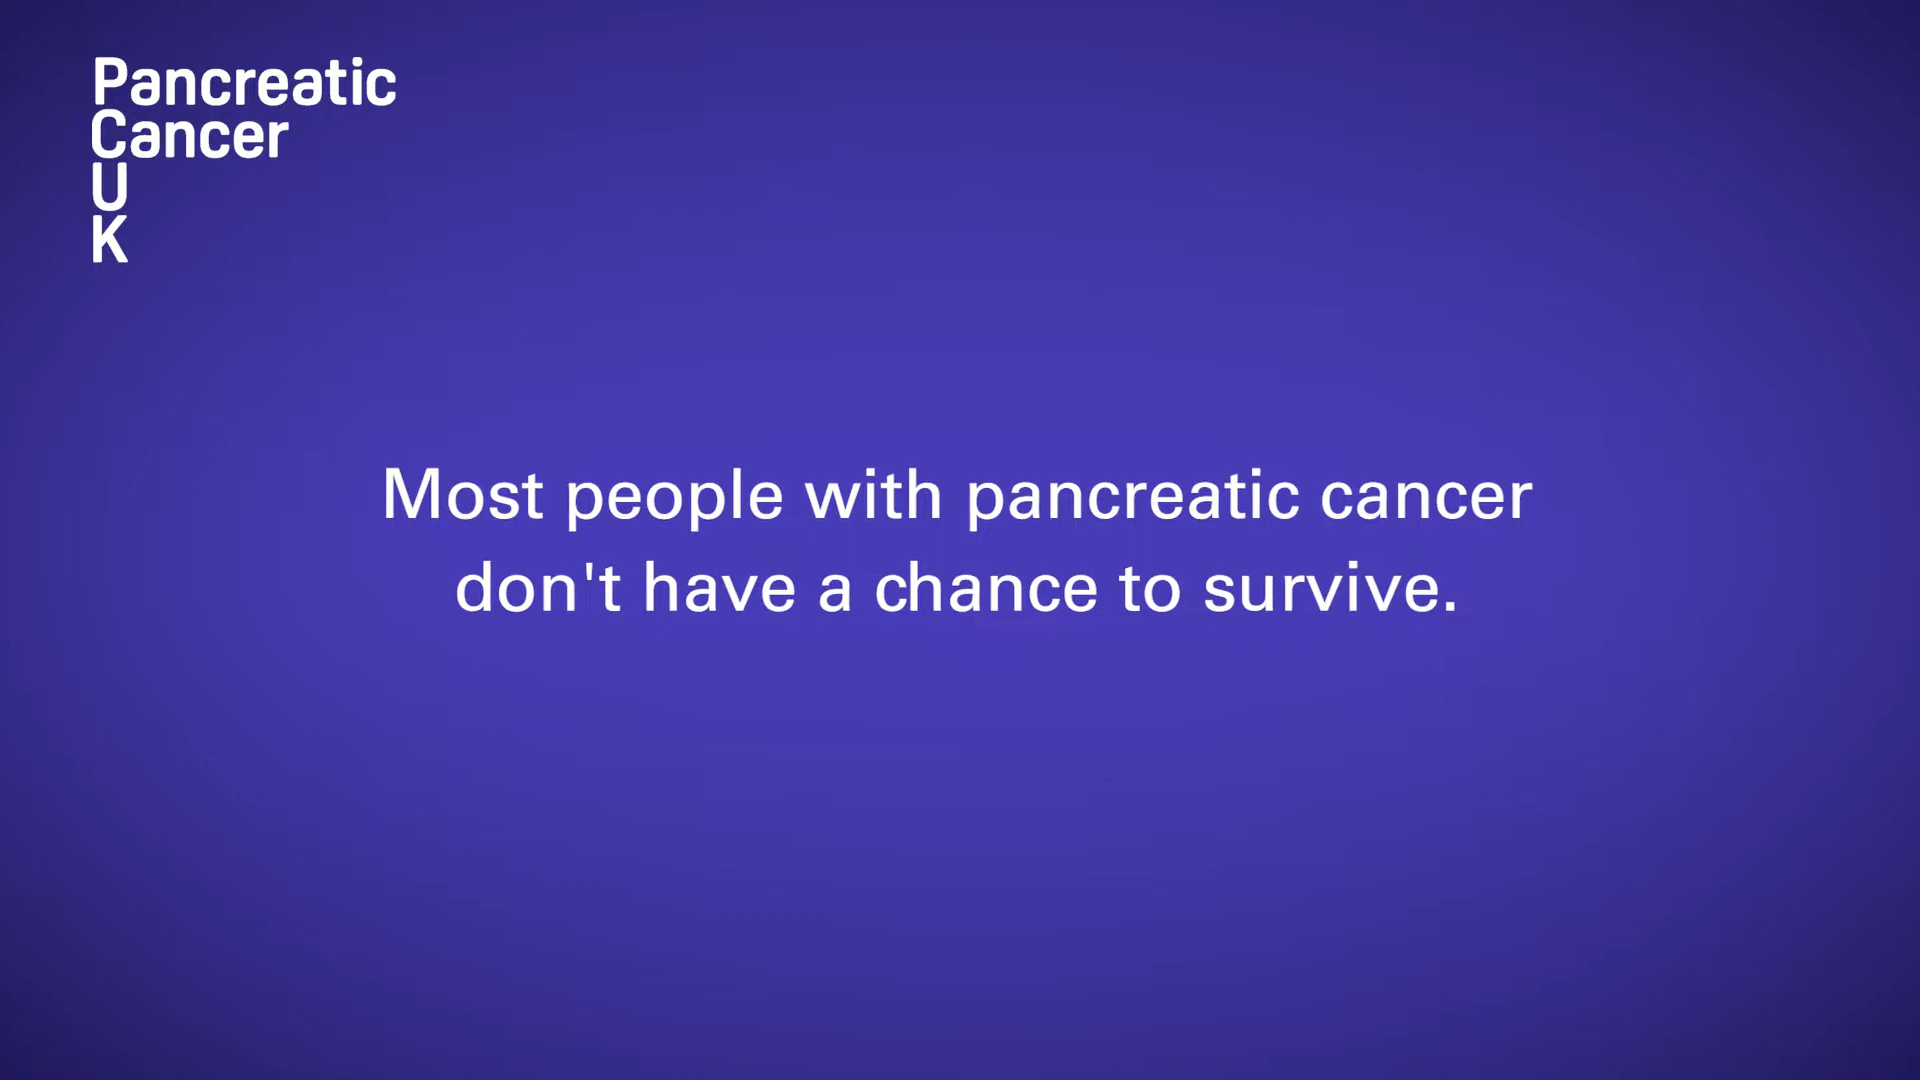 Pancreatic
Cancer
U
K
Most people with pancreatic cancer
don't have a chance to survive.